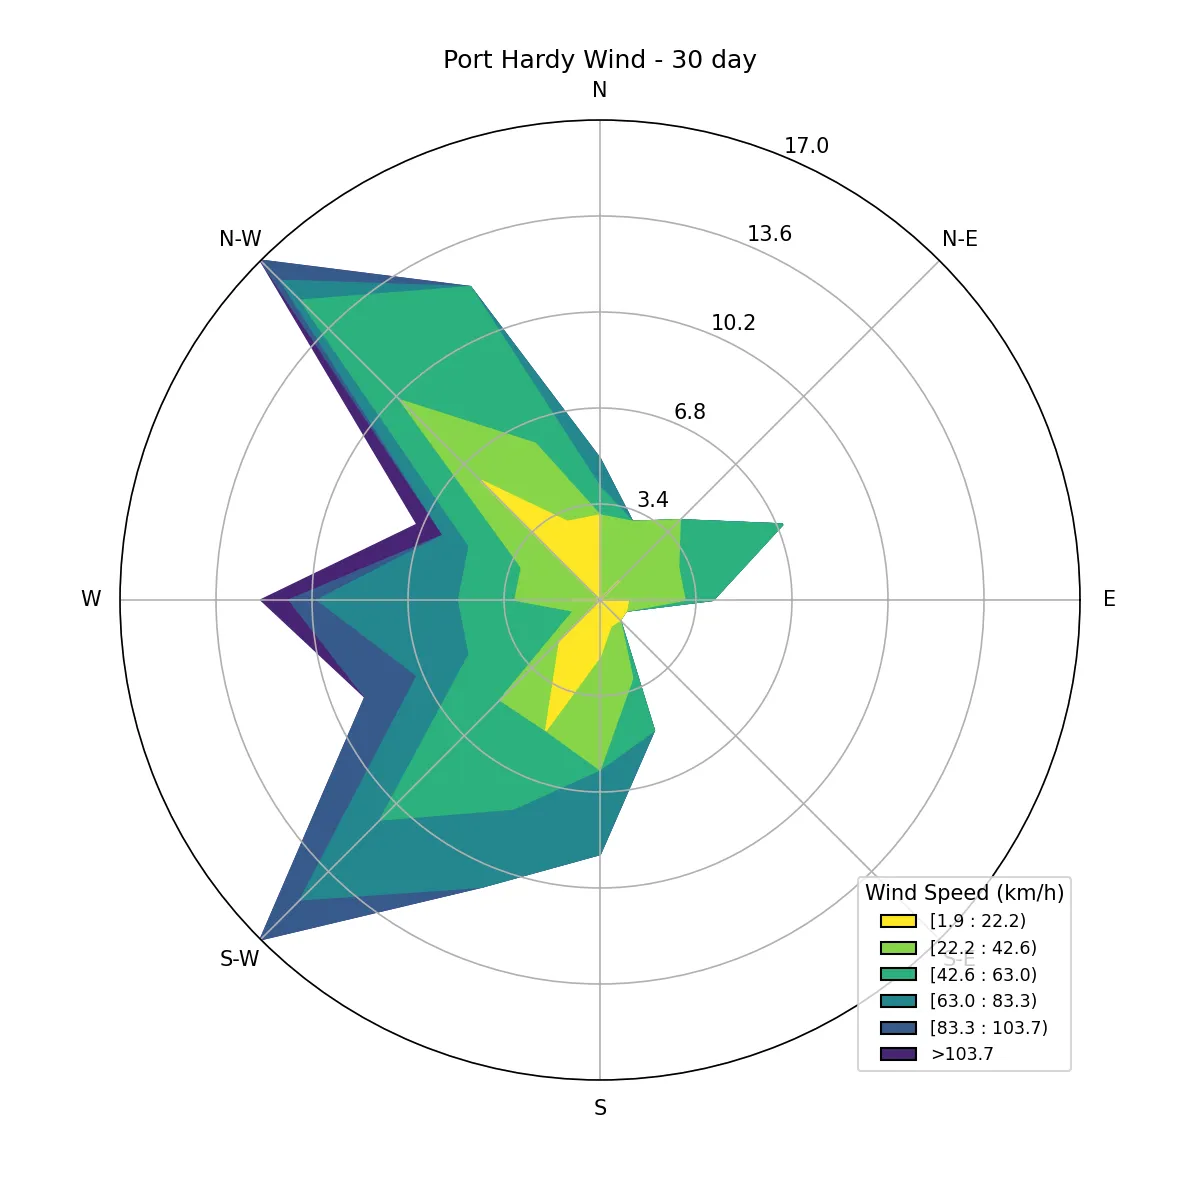 Port Hardy Wind - 30 day
N
17.0
13.6
N-W
N-E
10.2
6.8
3.4
W
E
Wind Speed (km/h)
[1.9 : 22.2)
[22.2 : 42.6)
S-W
S-E
[42.6 : 63.0)
[63.0 : 83.3)
[83.3 : 103.7)
>103.7
S